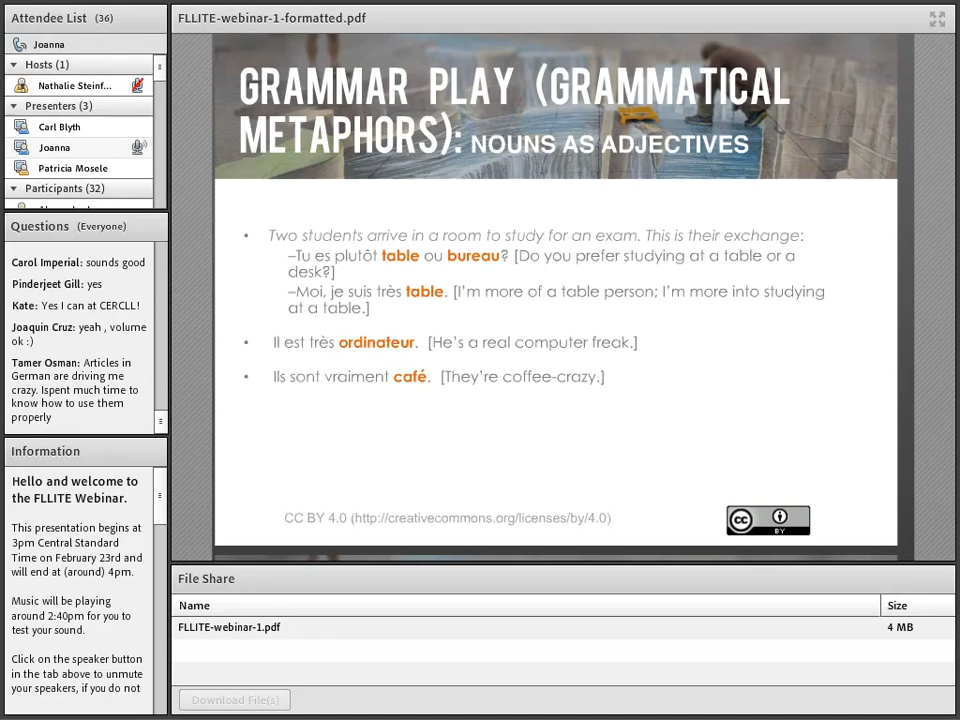 Attendee List (36)
Joanna
Hosts (1)
Nathalie Steinf...
Presenters (3)
Carl Blyth
Joanna
Patricia Mosele
Participants (32)
Questions (Everyone)
Carol Imperial: sounds good
Pinderjeet Gill: yes
Kate: Yes I can at CERCLL!
Joaquin Cruz: yeah , volume
ok :)
Tamer Osman: Articles in
German are driving me
crazy. Ispent much time to
know how to use them
properly
Information
Hello and welcome to
the FLLITE Webinar.
This presentation begins at
3pm Central Standard
Time on February 23rd and
will end at (around) 4pm.
Music will be playing
around 2:40pm for you to
test your sound.
Click on the speaker button
in the tab above to unmute
your speakers, if you do not
FLLITE-webinar-1-formatted.pdf
GRAMMAR PLAY (GRAMMATICAL
METAPHORS): NOUNS AS ADJECTIVES
• Two students arrive in a room to study for an exam. This is their exchange:
–Tu es plutôt table ou bureau? [Do you prefer studying at a table or a
desk?]
–Moi, je suis très table. [I'm more of a table person; I'm more into studying
at a table.]
• Il est très ordinateur. [He's a real computer freak.]
• Ils sont vraiment café. [They're coffee-crazy.]
CC BY 4.0 (http://creativecommons.org/licenses/by/4.0)
CC BY
File Share
Name Size
FLLITE-webinar-1.pdf 4 MB
Download File(s)